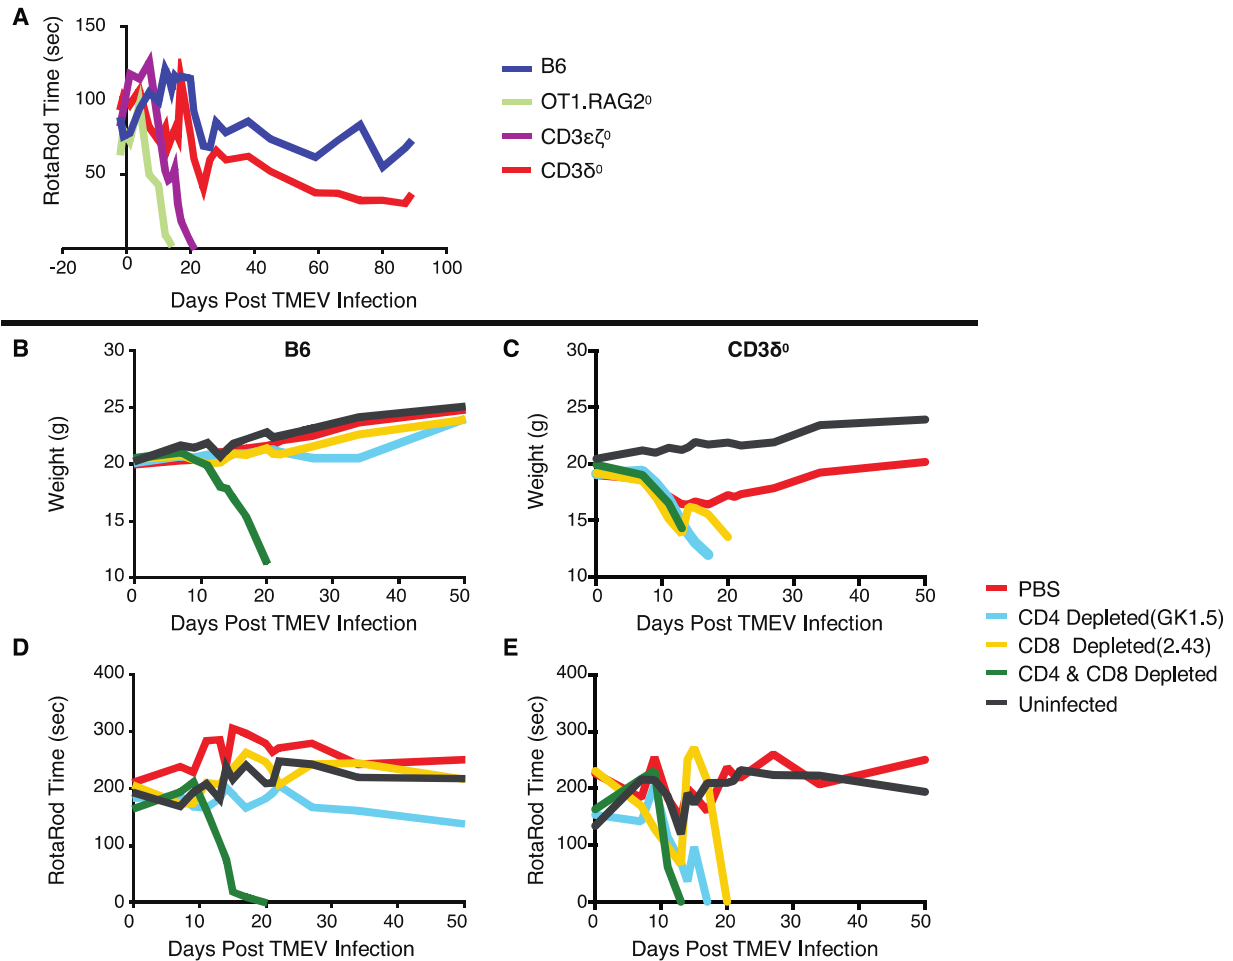 A
150
100
50
RotaRod Time (sec)
-20
0
20
40
60
80
100
Days Post TMEV Infection
B6
OT1.RAG2⁰
CD3εζ⁰
CD3δ⁰
B
B6
30
25
20
15
10
Weight (g)
0
10
20
30
40
50
Days Post TMEV Infection
C
CD3δ⁰
30
25
20
15
10
Weight (g)
0
10
20
30
40
50
Days Post TMEV Infection
PBS
CD4 Depleted(GK1.5)
CD8 Depleted(2.43)
CD4 & CD8 Depleted
Uninfected
D
400
300
200
100
0
RotaRod Time (sec)
0
10
20
30
40
50
Days Post TMEV Infection
E
400
300
200
100
0
RotaRod Time (sec)
0
10
20
30
40
50
Days Post TMEV Infection